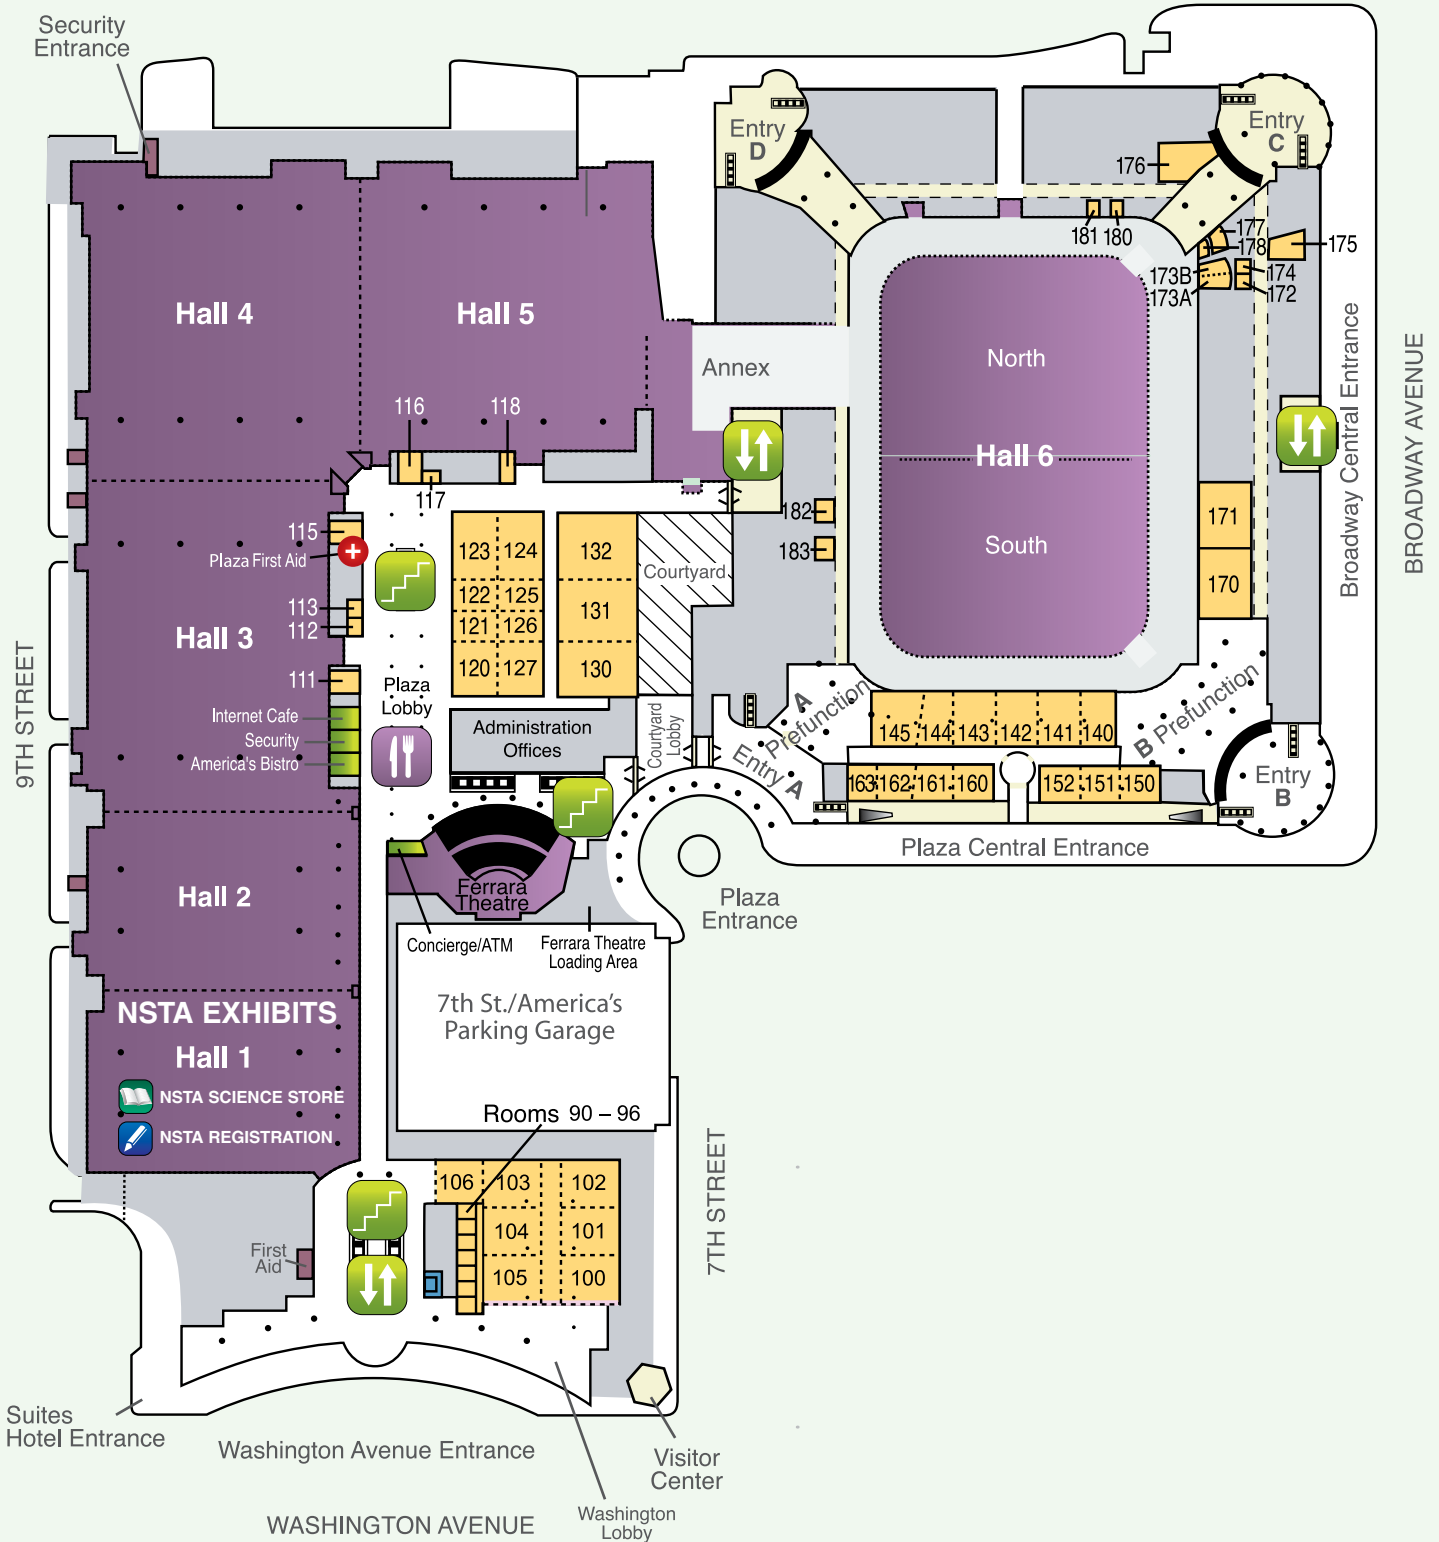 Security
Entrance
Entry
D
Entry
C
176
181
180
177
178
175
173B
174
173A
172
Hall 4
Hall 5
Annex
North
Hall 6
South
Broadway Central Entrance
BROADWAY AVENUE
116
118
117
115
Plaza First Aid
113
112
111
Hall 3
Internet Cafe
Security
America's Bistro
Plaza
Lobby
123
124
132
122
125
131
121
126
120
127
130
Courtyard
182
183
171
170
Administration
Offices
Courtyard
Lobby
A
Prefunction
Entry A
145
144
143
142
141
140
B Prefunction
163
162
161
160
152
151
150
Entry
B
Plaza Central Entrance
9TH STREET
Hall 2
Ferrara
Theatre
Plaza
Entrance
Concierge/ATM
Ferrara Theatre
Loading Area
7th St./America's
Parking Garage
NSTA EXHIBITS
Hall 1
NSTA SCIENCE STORE
NSTA REGISTRATION
Rooms 90 – 96
7TH STREET
106
103
102
104
101
105
100
First
Aid
Suites
Hotel Entrance
Washington Avenue Entrance
Visitor
Center
Washington
Lobby
WASHINGTON AVENUE